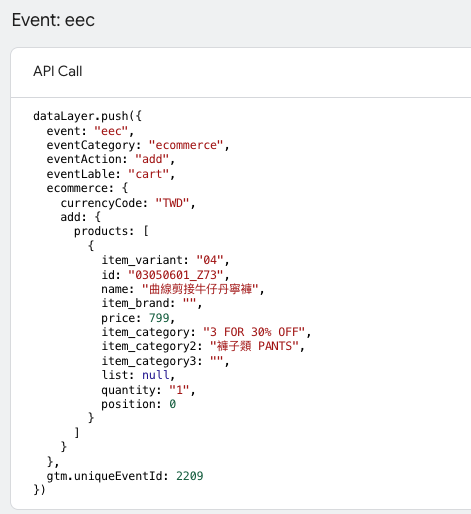 Event: eec
API Call
dataLayer.push({
  event: "eec",
  eventCategory: "ecommerce",
  eventAction: "add",
  eventLable: "cart",
  ecommerce: {
    currencyCode: "TWD",
    add: {
      products: [
        {
          item_variant: "04",
          id: "03050601_Z73",
          name: "曲線剪接牛仔丹寧褲",
          item_brand: "",
          price: 799,
          item_category: "3 FOR 30% OFF",
          item_category2: "褲子類 PANTS",
          item_category3: "",
          list: null,
          quantity: "1",
          position: 0
        }
      ]
    }
  },
  gtm.uniqueEventId: 2209
})